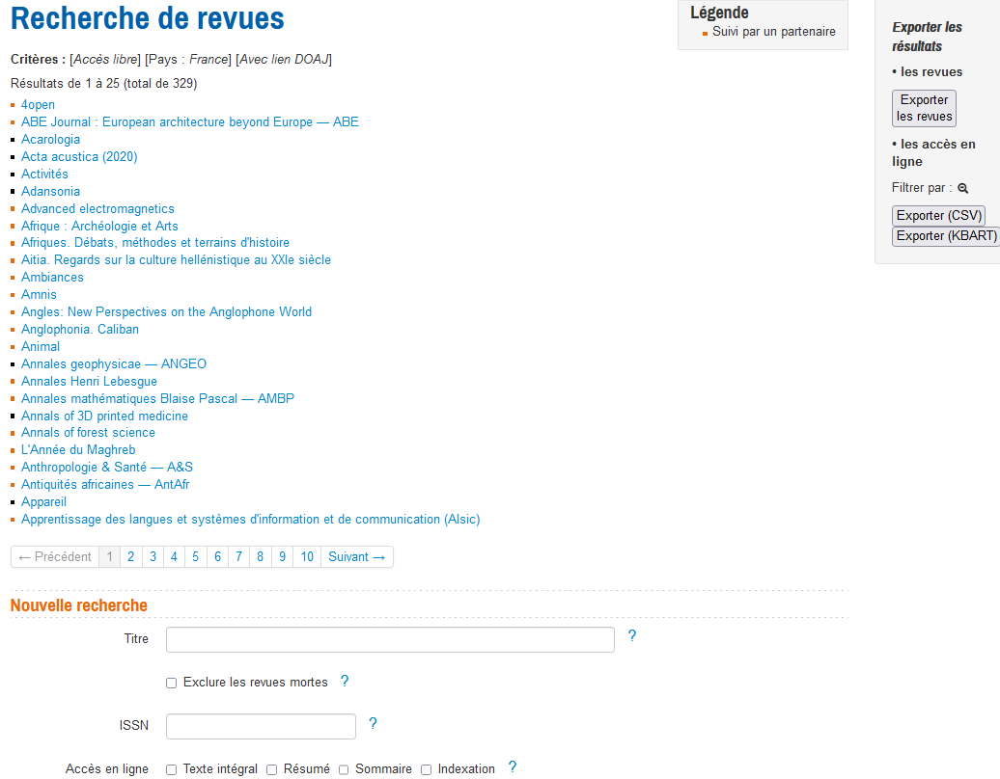 Recherche de revues
Critères : [Accès libre] [Pays : France] [Avec lien DOAJ]
Résultats de 1 à 25 (total de 329)
4open
ABE Journal : European architecture beyond Europe — ABE
Acarologia
Acta acustica (2020)
Activités
Adansonia
Advanced electromagnetics
Afrique : Archéologie et Arts
Afriques. Débats, méthodes et terrains d'histoire
Aitia. Regards sur la culture hellénistique au XXIe siècle
Ambiances
Amnis
Angles: New Perspectives on the Anglophone World
Anglophonia. Caliban
Animal
Annales geophysicae — ANGEO
Annales Henri Lebesgue
Annales mathématiques Blaise Pascal — AMBP
Annals of 3D printed medicine
Annals of forest science
L'Année du Maghreb
Anthropologie & Santé — A&S
Antiquités africaines — AntAfr
Appareil
Apprentissage des langues et systèmes d'information et de communication (Alsic)
← Précédent 1 2 3 4 5 6 7 8 9 10 Suivant →
Nouvelle recherche
Titre ?
Exclure les revues mortes ?
ISSN ?
Accès en ligne Texte intégral Résumé Sommaire Indexation ?
Légende
Suivi par un partenaire
Exporter les
résultats
• les revues
Exporter
les revues
• les accès en
ligne
Filtrer par :
Exporter (CSV)
Exporter (KBART)